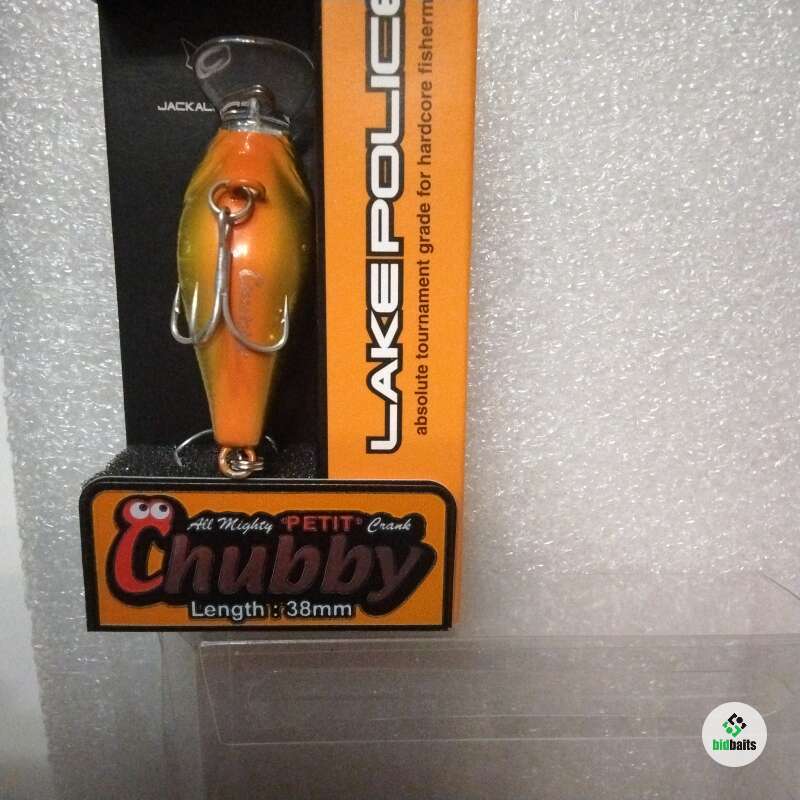 JACKALL
LAKE POLICE
absolute tournament grade for hardcore fisherm
All Mighty "PETIT" Crank
Chubby
Length : 38mm
bidbaits